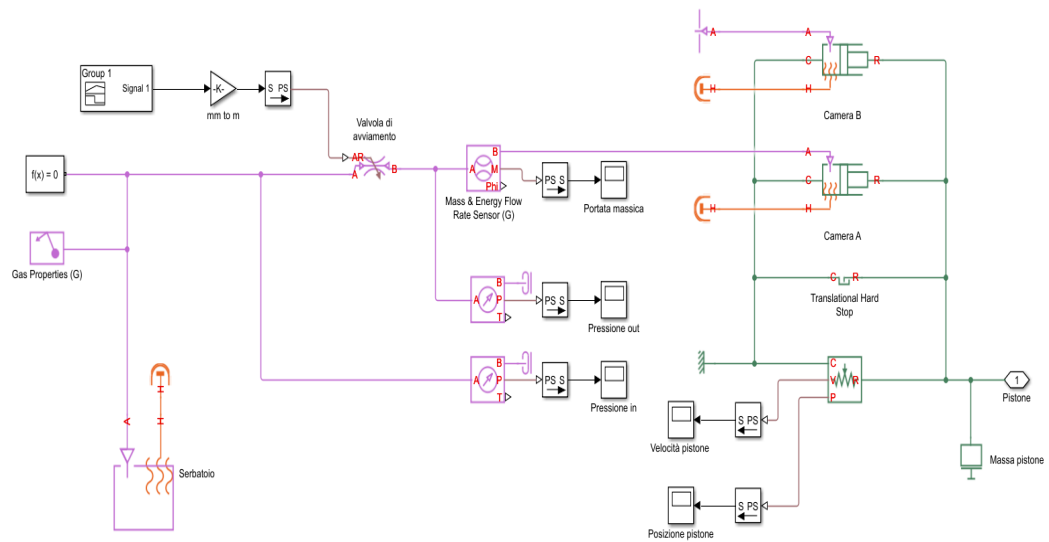 Group 1
Signal 1
-K-
mm to m
S PS
Valvola di
avviamento
AR
A
B
f(x) = 0
Gas Properties (G)
A
B
M
Phi
Mass & Energy Flow
Rate Sensor (G)
PS S
Portata massica
A
B
P
T
PS S
Pressione out
A
B
P
T
PS S
Pressione in
A
H
H
Serbatoio
A
A
C
R
H
H
Camera B
A
C
R
H
H
Camera A
C
R
Translational Hard
Stop
C
V
R
P
1
Pistone
S PS
Velocità pistone
Massa pistone
S PS
Posizione pistone